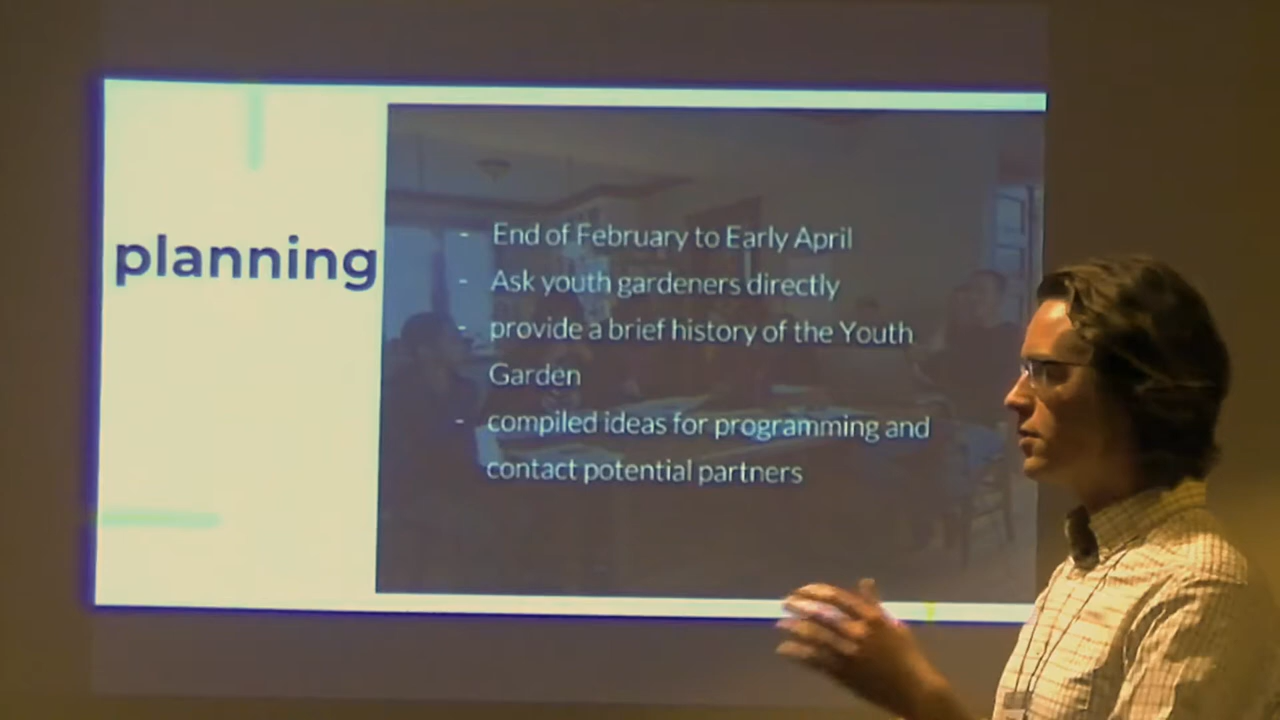 planning
- End of February to Early April
- Ask youth gardeners directly
- provide a brief history of the Youth
Garden
- compiled ideas for programming and
contact potential partners